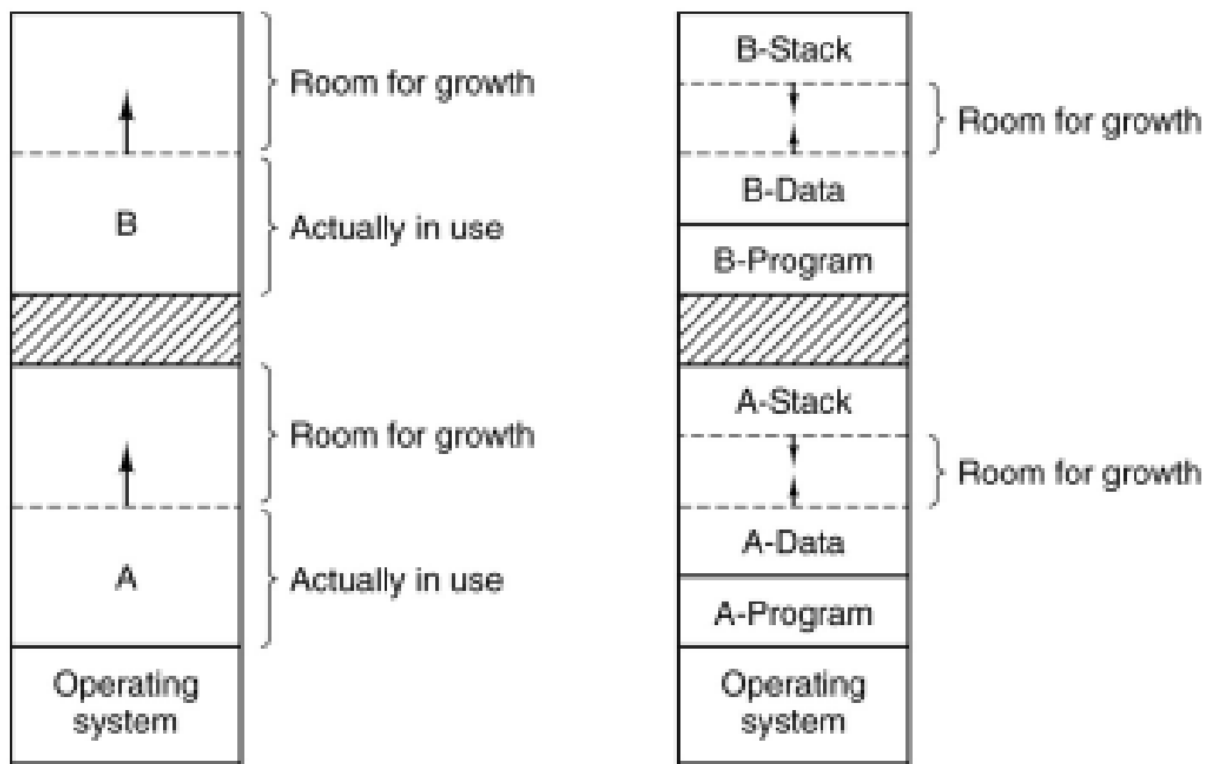 Room for growth
B
Actually in use
Room for growth
A
Actually in use
Operating
system
B-Stack
Room for growth
B-Data
B-Program
A-Stack
Room for growth
A-Data
A-Program
Operating
system